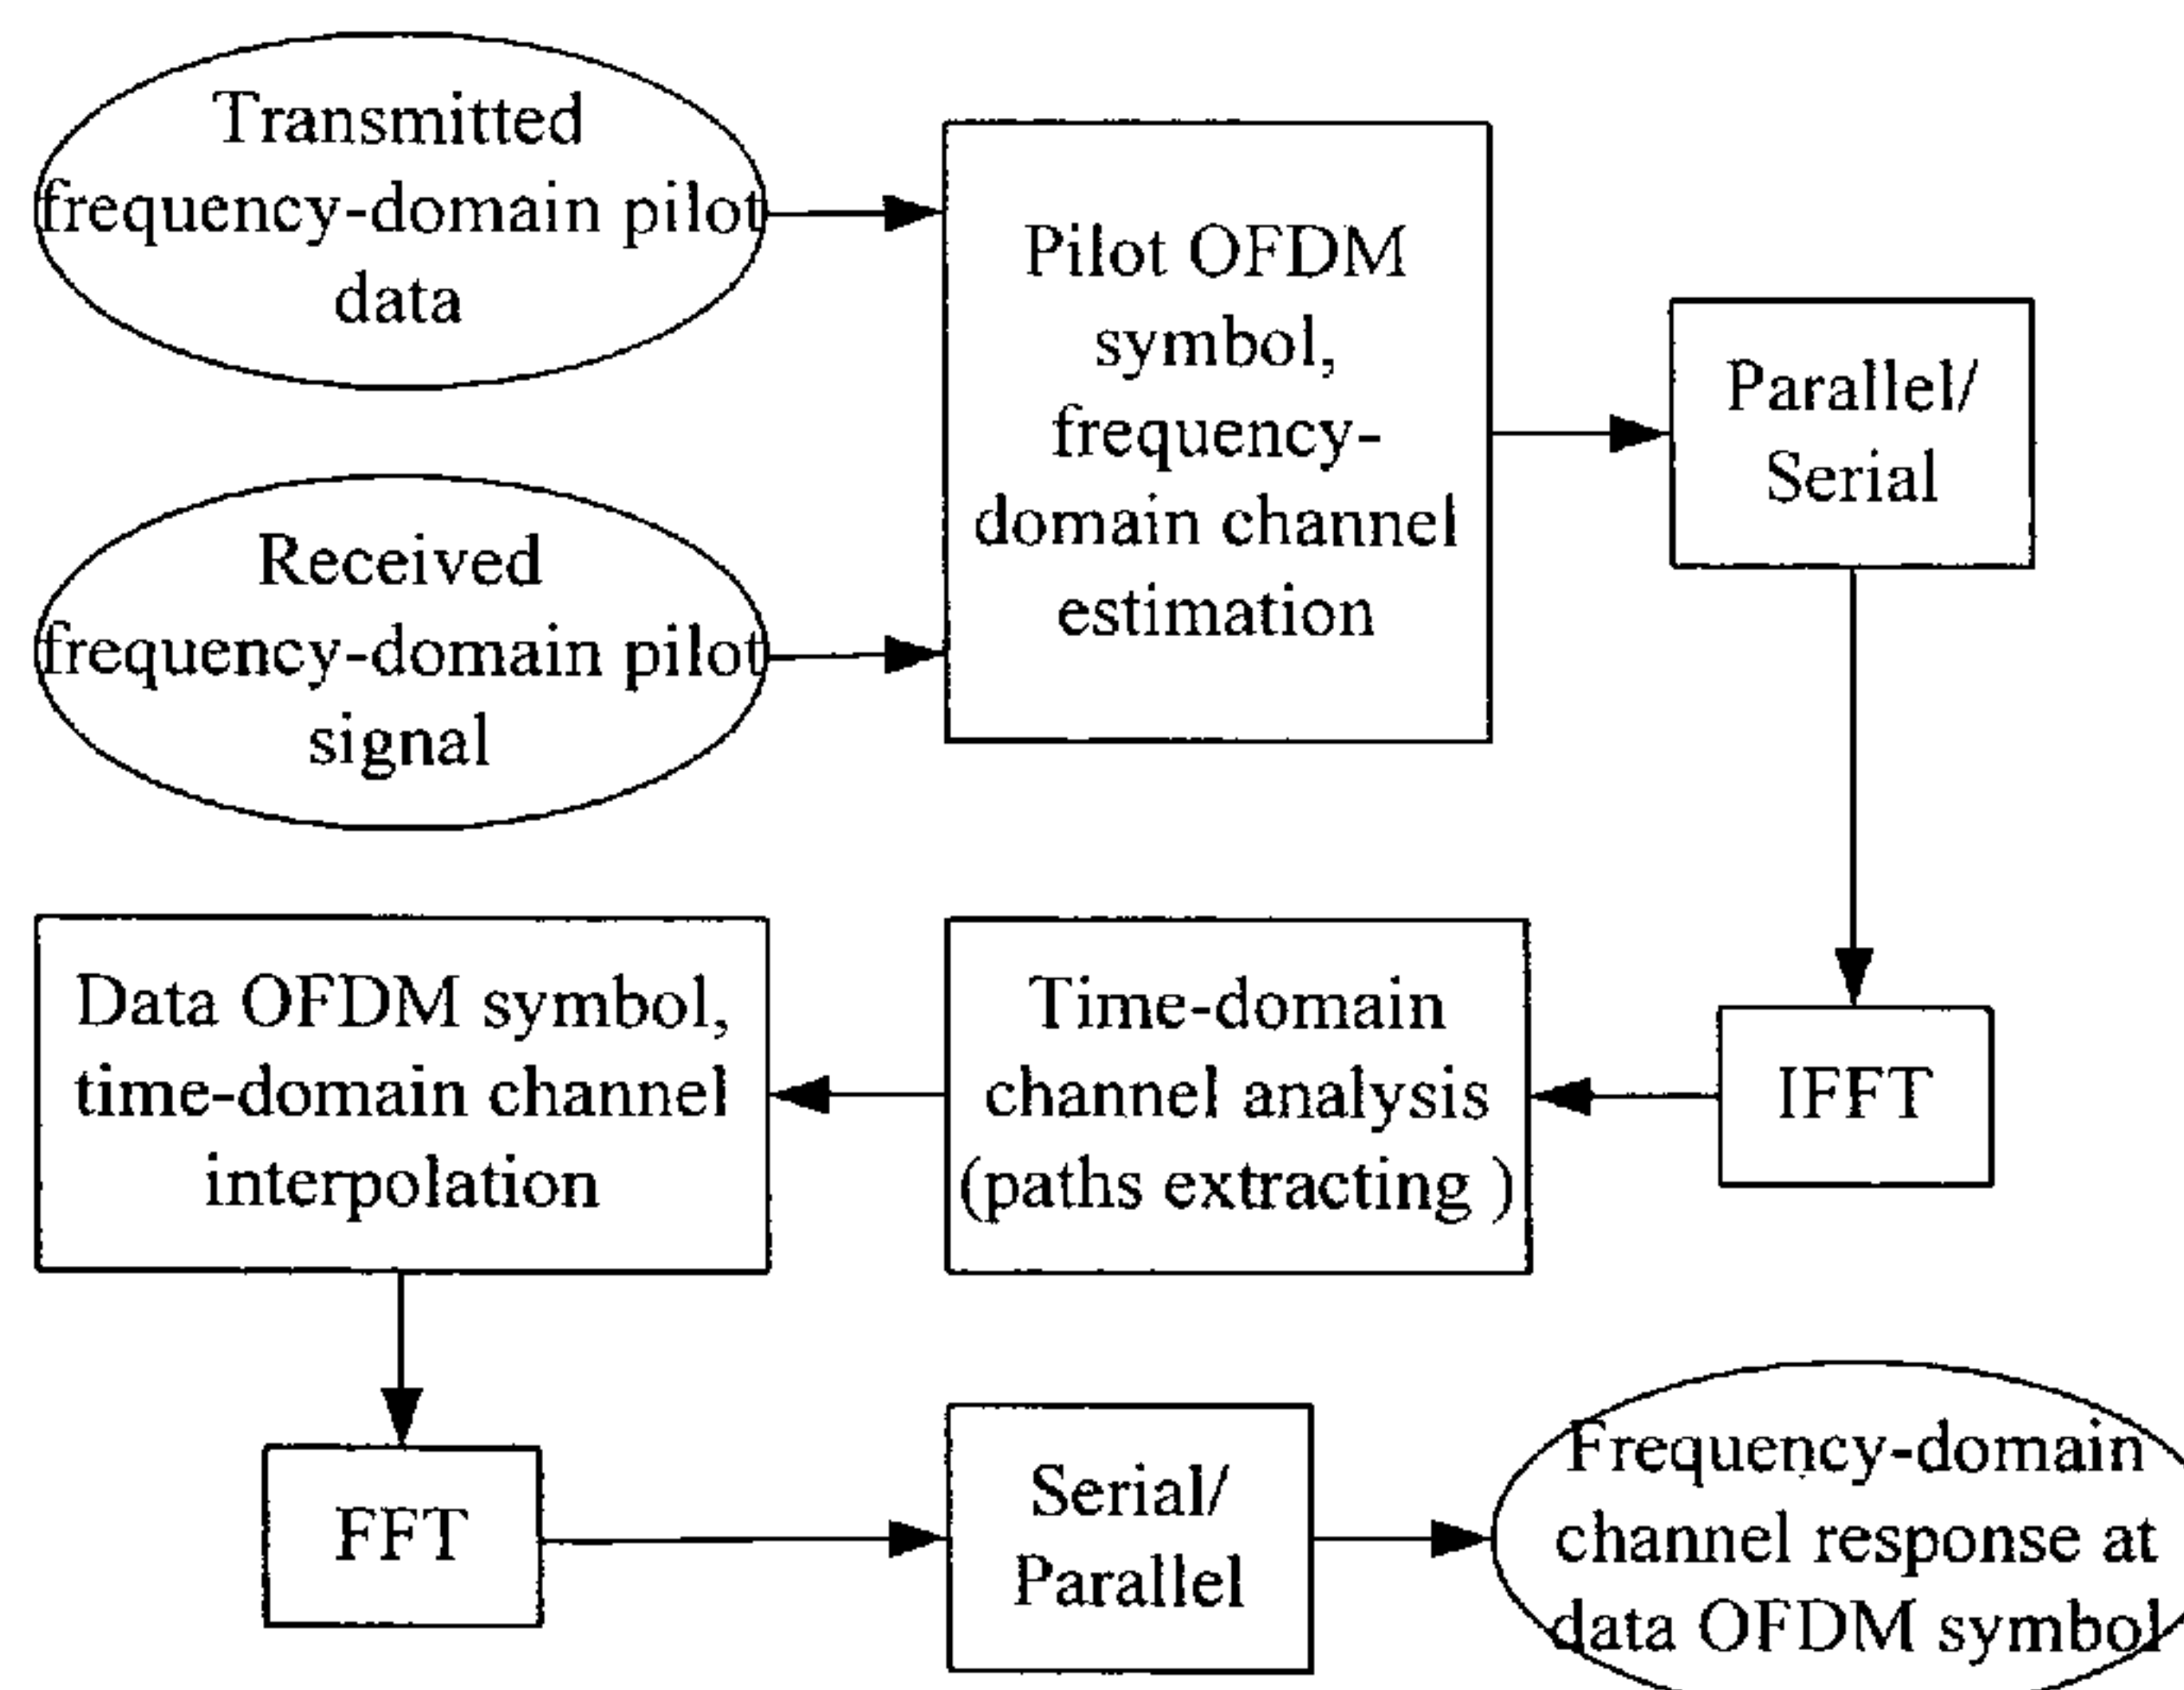 Transmitted
frequency-domain pilot
data
Pilot OFDM
symbol,
frequency-
domain channel
estimation
Parallel/
Serial
Received
frequency-domain pilot
signal
Data OFDM symbol,
time-domain channel
interpolation
Time-domain
channel analysis
(paths extracting )
IFFT
FFT
Serial/
Parallel
Frequency-domain
channel response at
data OFDM symbol